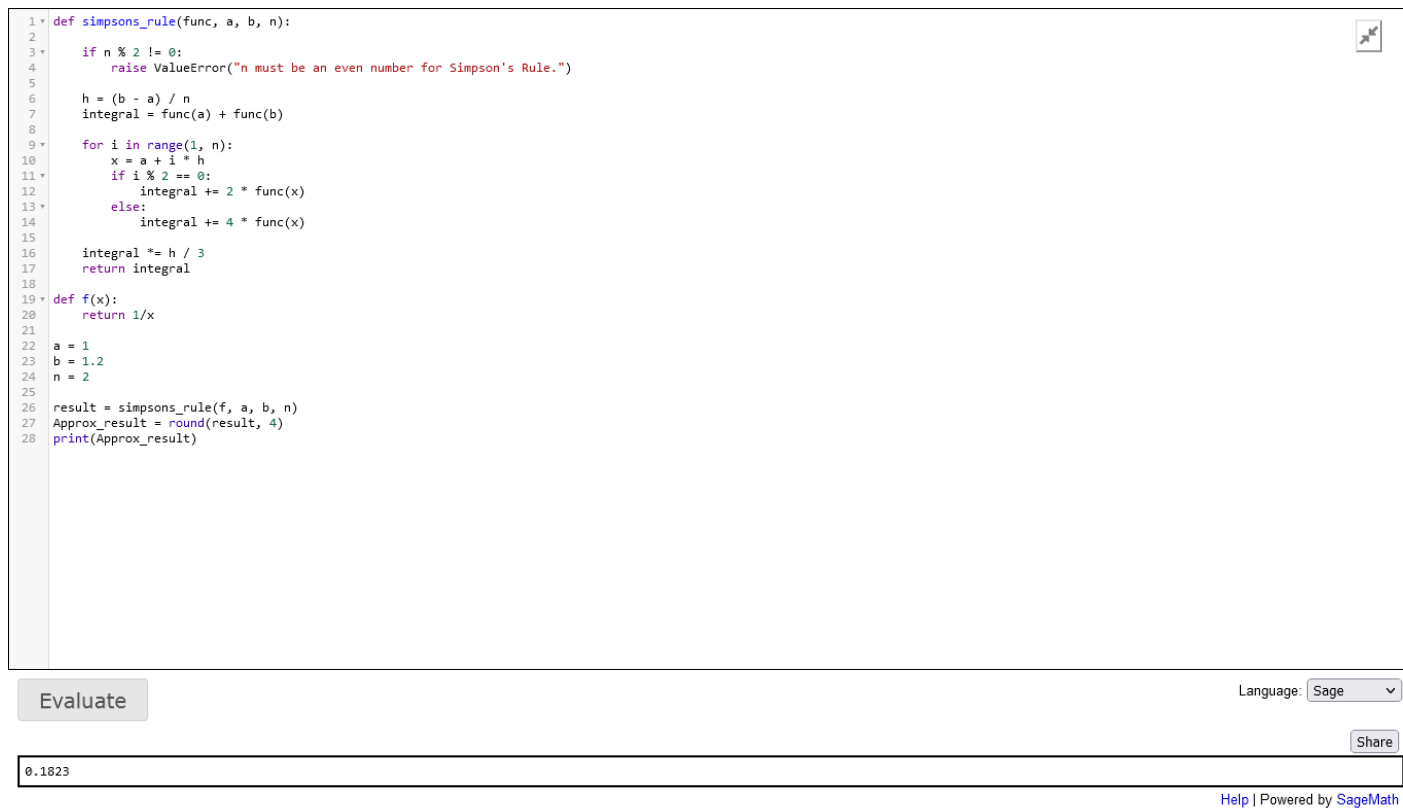 1 def simpsons_rule(func, a, b, n):
2
3     if n % 2 != 0:
4         raise ValueError("n must be an even number for Simpson's Rule.")
5
6     h = (b - a) / n
7     integral = func(a) + func(b)
8
9     for i in range(1, n):
10         x = a + i * h
11         if i % 2 == 0:
12             integral += 2 * func(x)
13         else:
14             integral += 4 * func(x)
15
16     integral *= h / 3
17     return integral
18
19 def f(x):
20     return 1/x
21
22 a = 1
23 b = 1.2
24 n = 2
25
26 result = simpsons_rule(f, a, b, n)
27 Approx_result = round(result, 4)
28 print(Approx_result)
Evaluate
Language: Sage
Share
0.1823
Help | Powered by SageMath